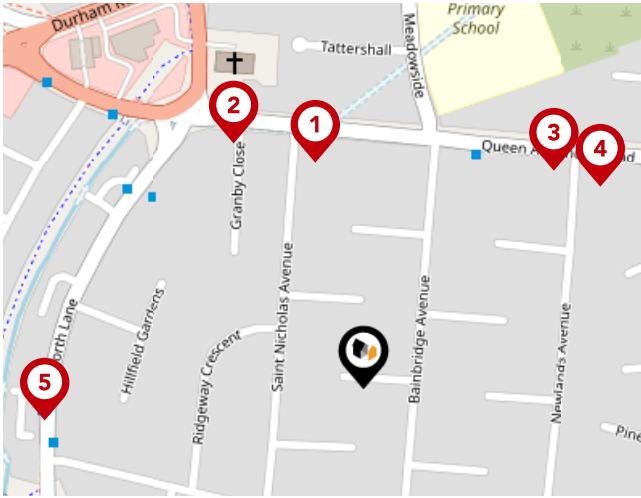 Durham R
Primary
School
Tattershall
Meadowside
2
1
3
4
Queen A
nd
Granby Close
Saint Nicholas Avenue
Bainbridge Avenue
Newlands Avenue
Hillfield Gardens
Ridgeway Crescent
orth Lane
5
Pine